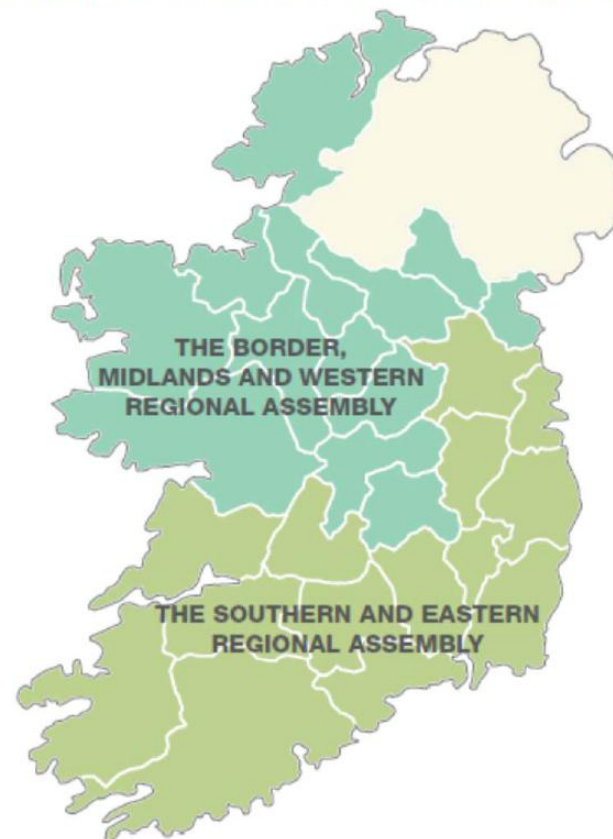 THE BORDER,
MIDLANDS AND WESTERN
REGIONAL ASSEMBLY
THE SOUTHERN AND EASTERN
REGIONAL ASSEMBLY